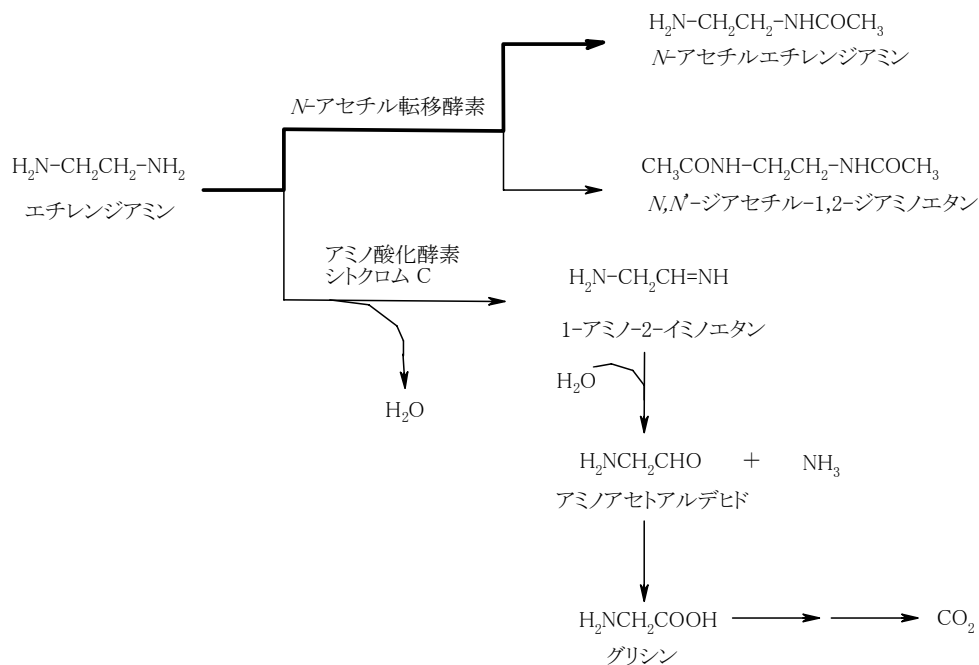 H₂N-CH₂CH₂-NHCOCH₃
N-アセチルエチレンジアミン
N-アセチル転移酵素
H₂N-CH₂CH₂-NH₂
エチレンジアミン
CH₃CONH-CH₂CH₂-NHCOCH₃
N,N'-ジアセチル-1,2-ジアミノエタン
アミノ酸化酵素
シトクロム C
H₂N-CH₂CH=NH
1-アミノ-2-イミノエタン
H₂O
H₂O
H₂NCH₂CHO + NH₃
アミノアセトアルデヒド
H₂NCH₂COOH
CO₂
グリシン